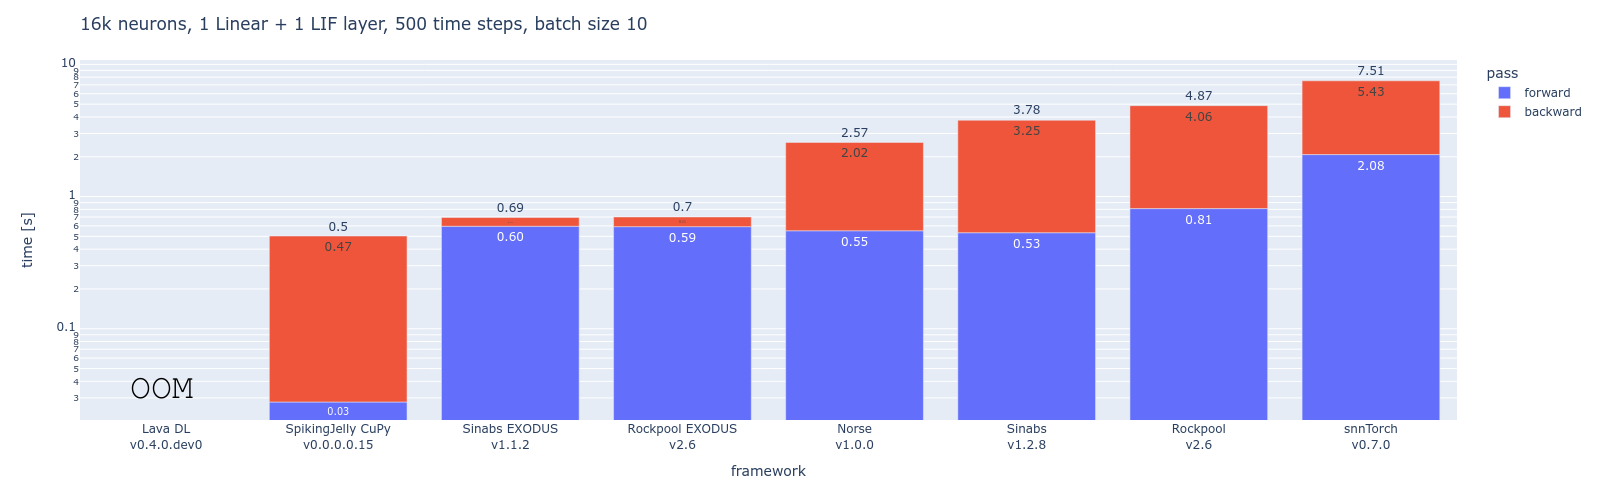 16k neurons, 1 Linear + 1 LIF layer, 500 time steps, batch size 10
pass
forward
backward
time [s]
10
9
8
7
6
5
4
3
2
1
9
8
7
6
5
4
3
2
0.1
9
8
7
6
5
4
3
OOM
0.5
0.47
0.03
0.69
0.60
0.7
0.59
2.57
2.02
0.55
3.78
3.25
0.53
4.87
4.06
0.81
7.51
5.43
2.08
Lava DL
v0.4.0.dev0
SpikingJelly CuPy
v0.0.0.0.15
Sinabs EXODUS
v1.1.2
Rockpool EXODUS
v2.6
Norse
v1.0.0
Sinabs
v1.2.8
Rockpool
v2.6
snnTorch
v0.7.0
framework